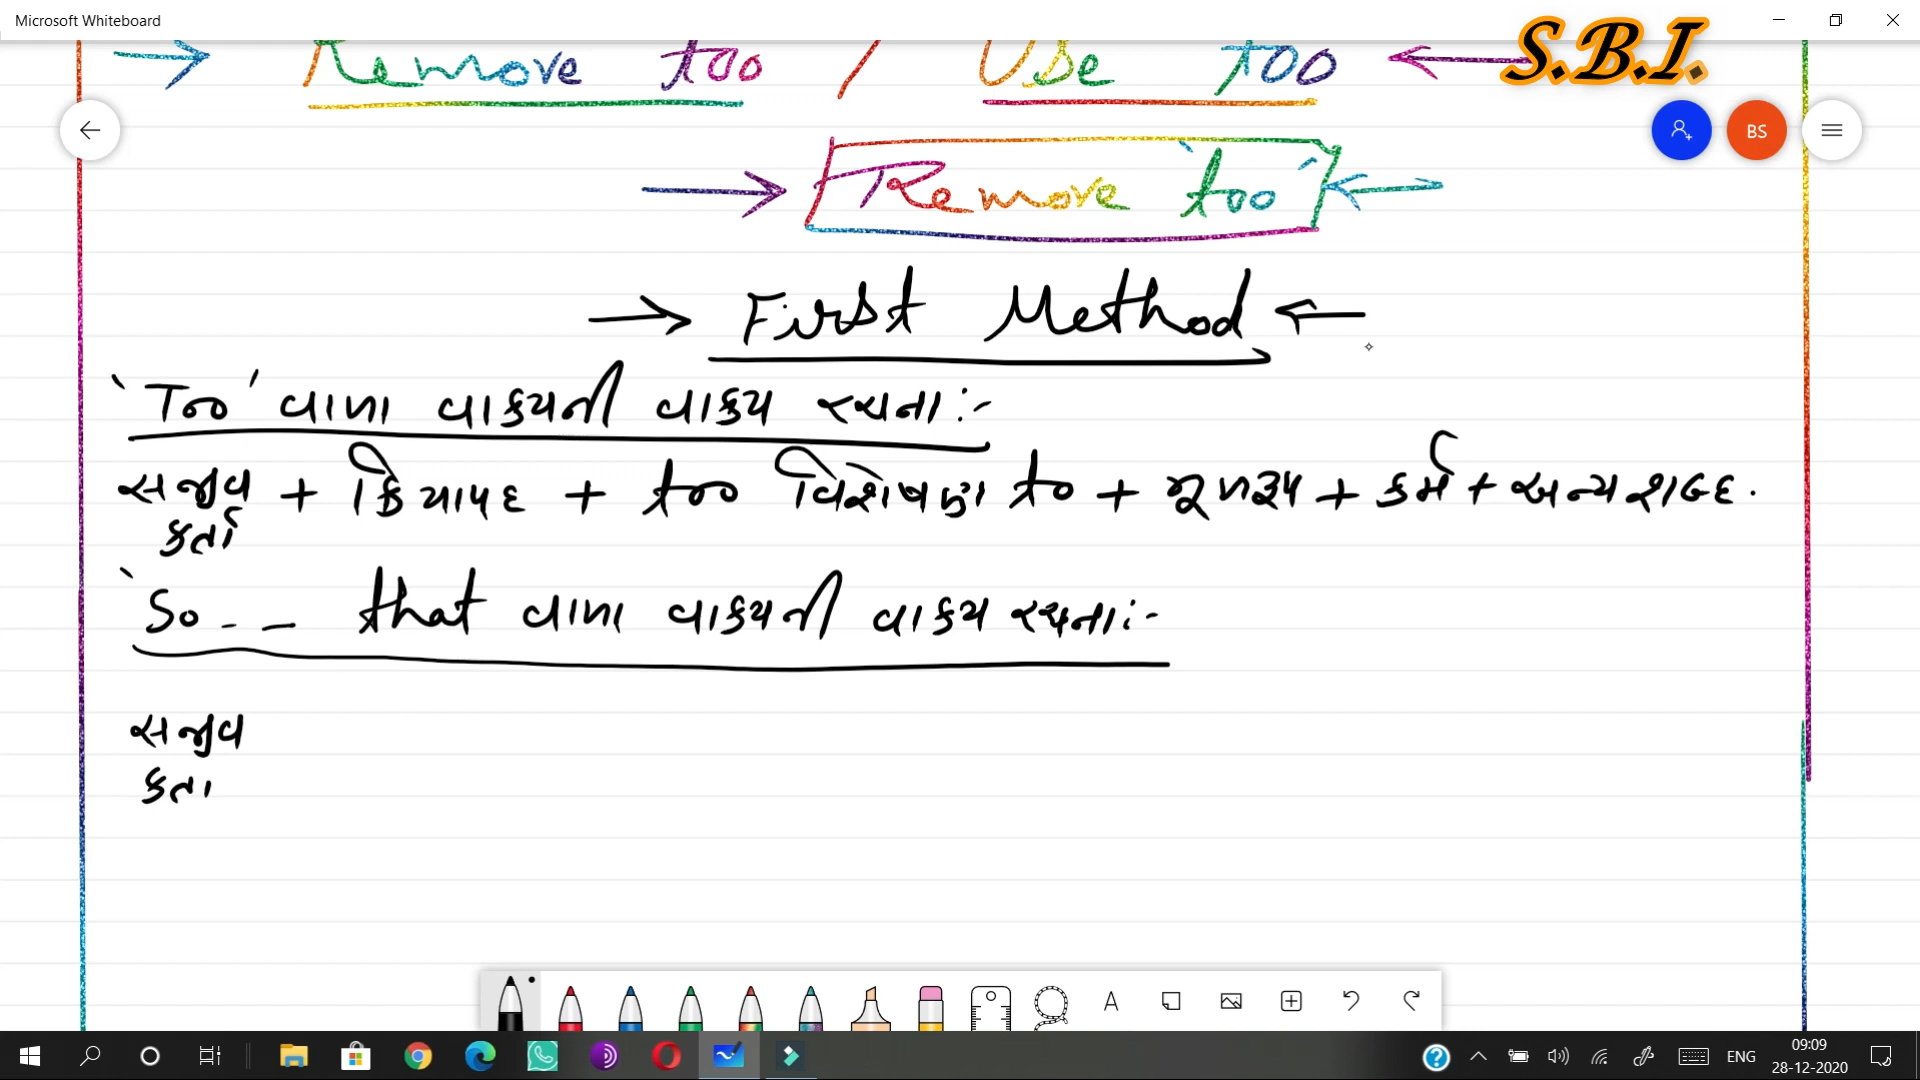 Microsoft Whiteboard
S.B.I.
→ Remove too / Use too ←
BS
→ Remove 'too' ←
→ First Method ←
'Too' વાળા વાક્યની વાક્ય રચના :-
સજીવ કર્તા + ક્રિયાપદ + too વિશેષણ to + મૂળરૂપ + કર્મ + અન્ય શબ્દ.
'So - - that વાળા વાક્યની વાક્ય રચના :-
સજીવ
કર્તા
A
ENG
09:09
28-12-2020